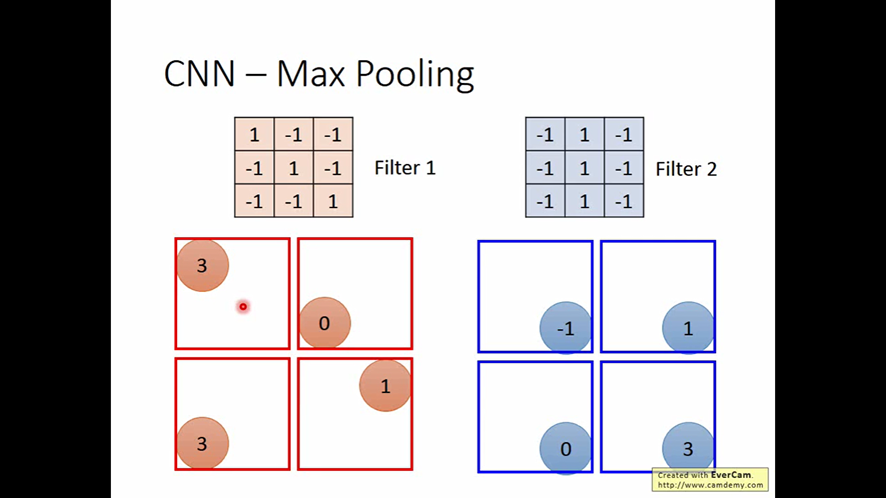 CNN – Max Pooling
1 -1 -1
-1 1 -1
-1 -1 1
Filter 1
-1 1 -1
-1 1 -1
-1 1 -1
Filter 2
3
0
3
1
-1
1
0
3
Created with EverCam.
http://www.camdemy.com